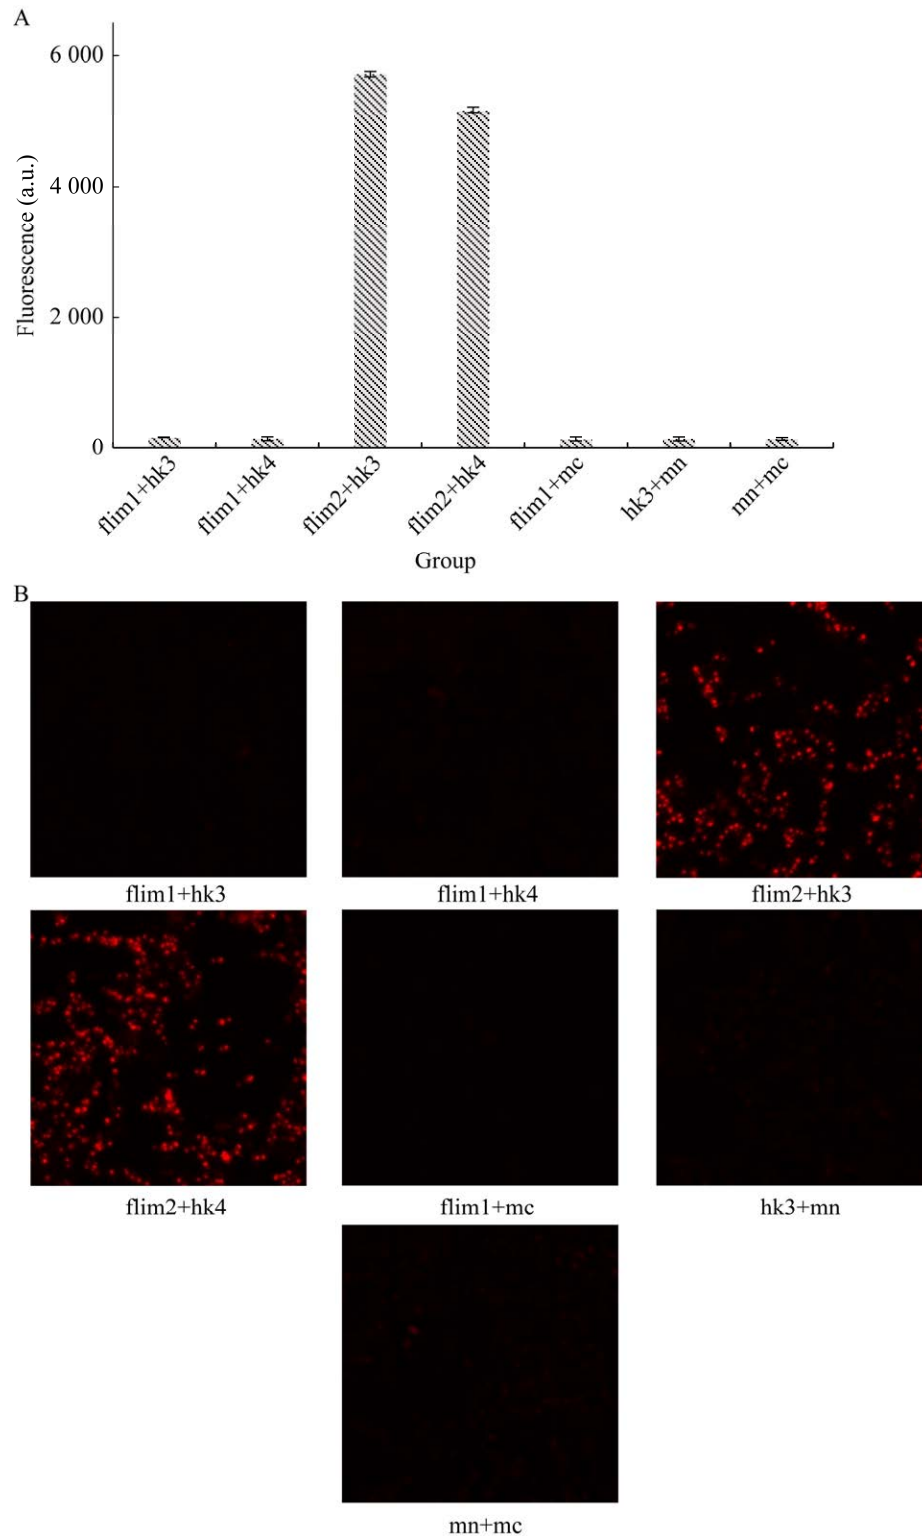 A
6 000
4 000
2 000
0
Fluorescence (a.u.)
flim1+hk3
flim1+hk4
flim2+hk3
flim2+hk4
flim1+mc
hk3+mn
mn+mc
Group
B
flim1+hk3
flim1+hk4
flim2+hk3
flim2+hk4
flim1+mc
hk3+mn
mn+mc